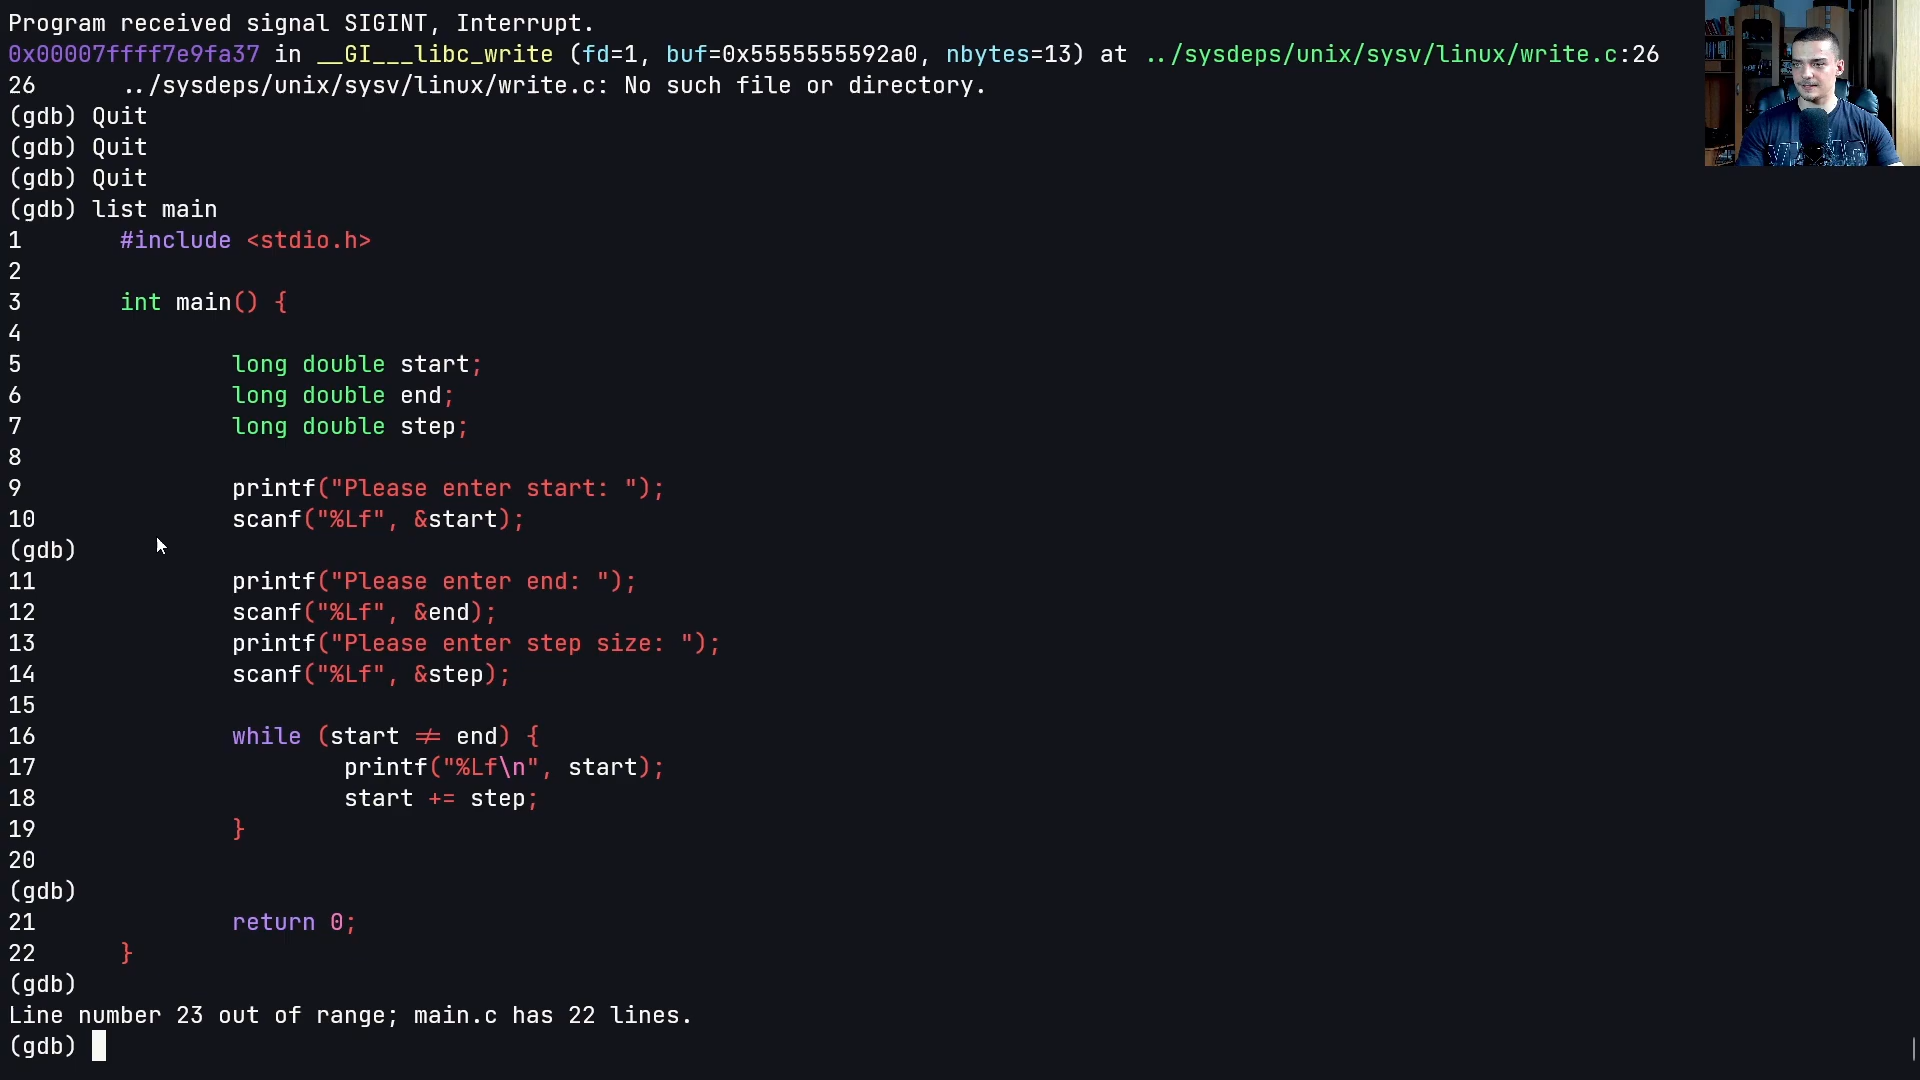 Program received signal SIGINT, Interrupt.
0x00007ffff7e9fa37 in __GI___libc_write (fd=1, buf=0x5555555592a0, nbytes=13) at ../sysdeps/unix/sysv/linux/write.c:26
26 ../sysdeps/unix/sysv/linux/write.c: No such file or directory.
(gdb) Quit
(gdb) Quit
(gdb) Quit
(gdb) list main
1 #include <stdio.h>
2
3 int main() {
4
5 long double start;
6 long double end;
7 long double step;
8
9 printf("Please enter start: ");
10 scanf("%Lf", &start);
(gdb)
11 printf("Please enter end: ");
12 scanf("%Lf", &end);
13 printf("Please enter step size: ");
14 scanf("%Lf", &step);
15
16 while (start ≠ end) {
17 printf("%Lf\n", start);
18 start += step;
19 }
20
(gdb)
21 return 0;
22 }
(gdb)
Line number 23 out of range; main.c has 22 lines.
(gdb)